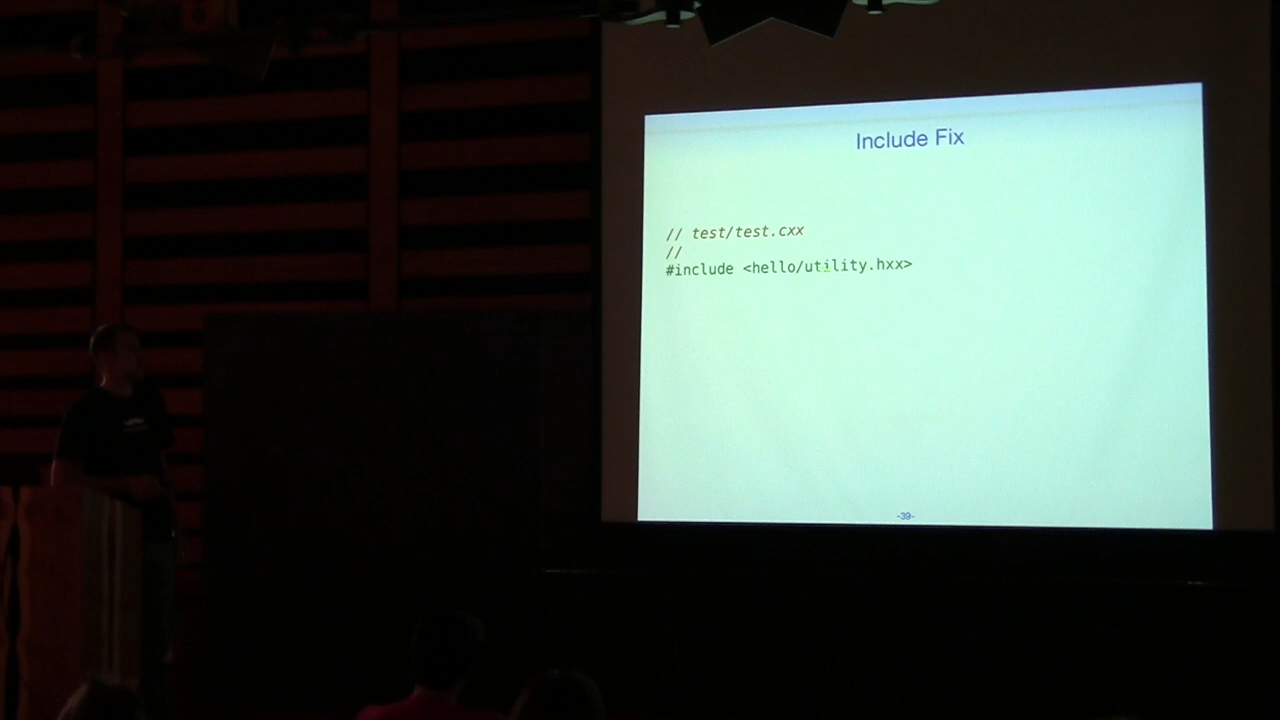 Include Fix
// test/test.cxx
//
#include <hello/utility.hxx>
-39-